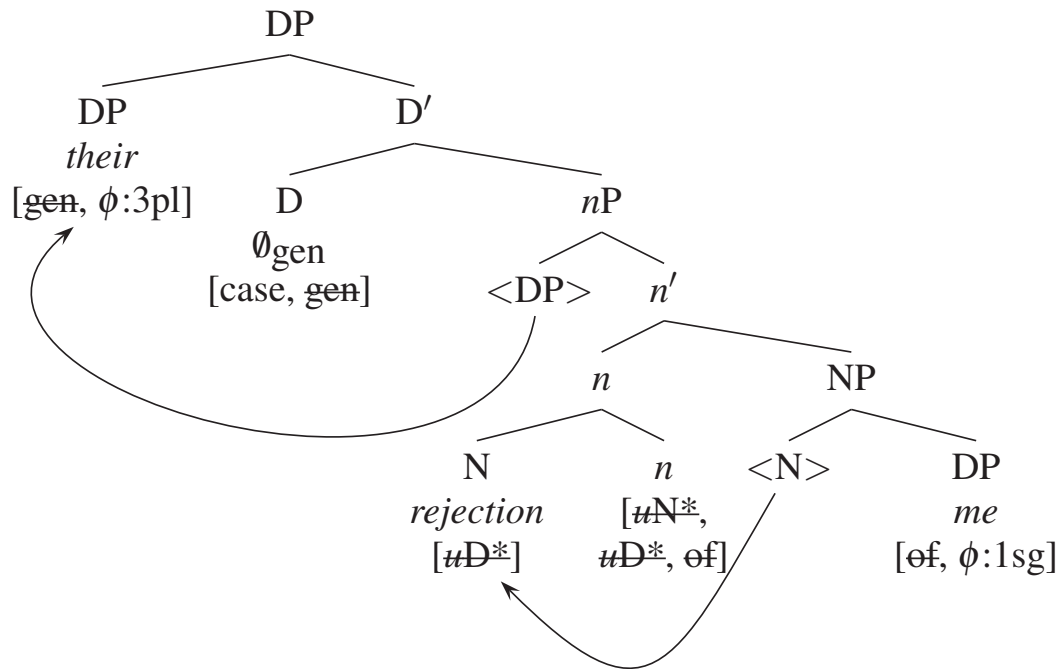 DP
DP D′
their
[gen, ϕ:3pl] D nP
∅gen
[case, gen] <DP> n′
n NP
N n <N> DP
rejection [uN*, me
[uD*] uD*, of] [of, ϕ:1sg]